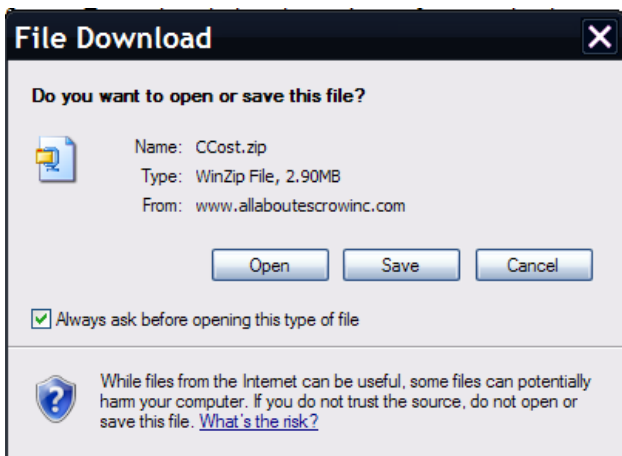 File Download
Do you want to open or save this file?
Name: CCost.zip
Type: WinZip File, 2.90MB
From: www.allaboutescrowinc.com
Open Save Cancel
Always ask before opening this type of file
While files from the Internet can be useful, some files can potentially
harm your computer. If you do not trust the source, do not open or
save this file. What's the risk?